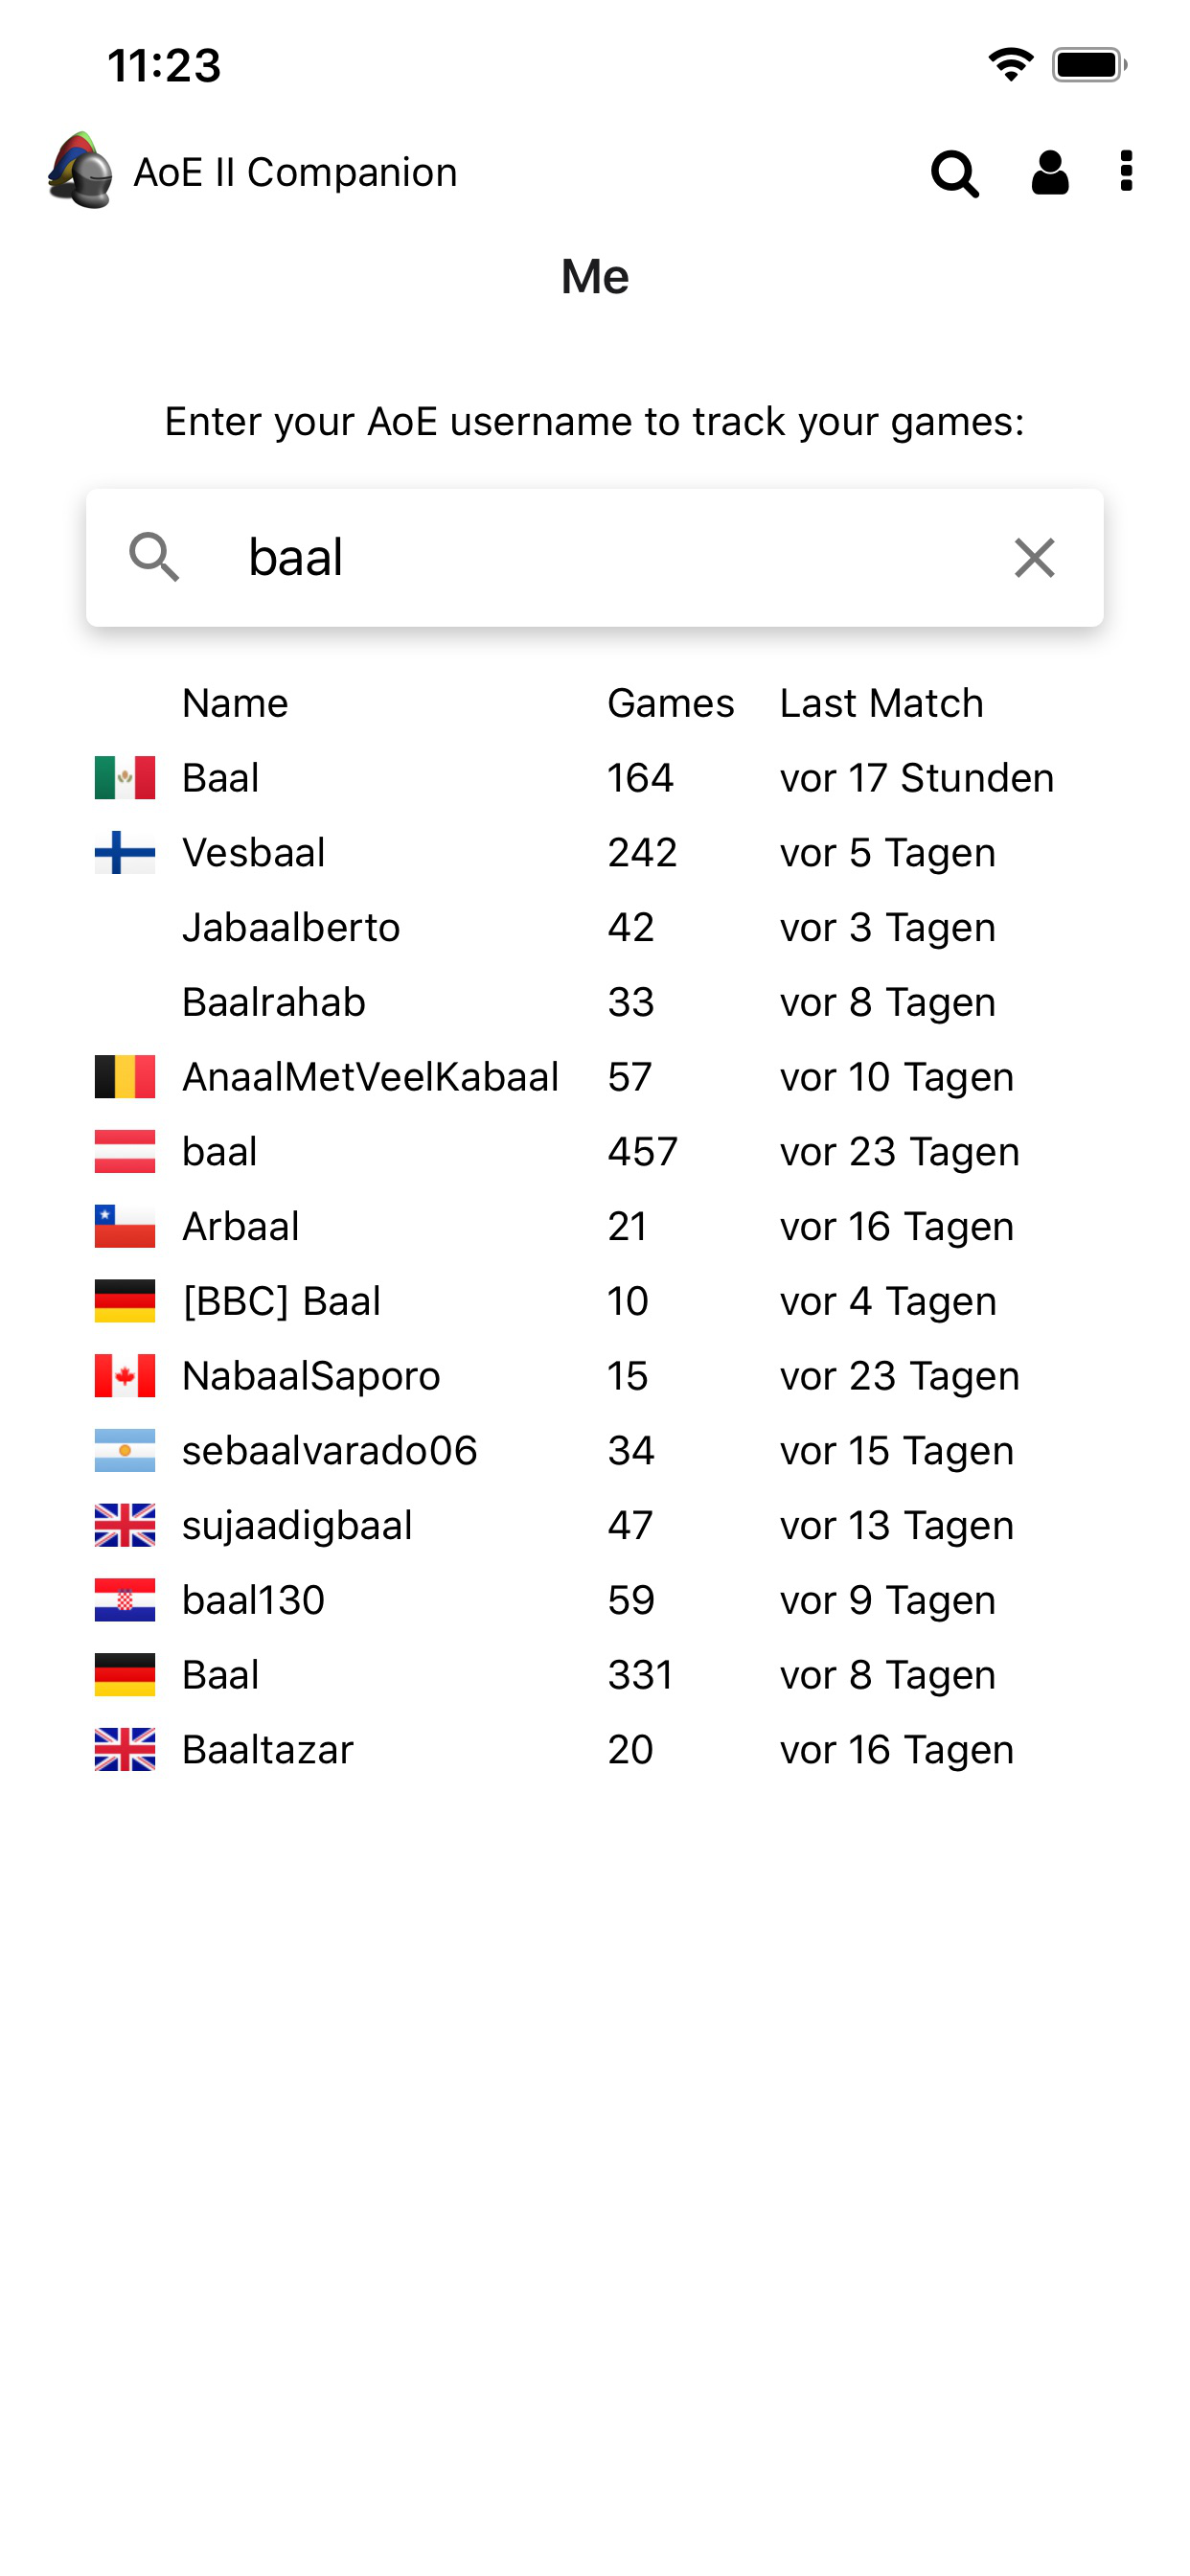 11:23
AoE II Companion
Me
Enter your AoE username to track your games:
baal
Name Games Last Match
Baal 164 vor 17 Stunden
Vesbaal 242 vor 5 Tagen
Jabaalberto 42 vor 3 Tagen
Baalrahab 33 vor 8 Tagen
AnaalMetVeelKabaal 57 vor 10 Tagen
baal 457 vor 23 Tagen
Arbaal 21 vor 16 Tagen
[BBC] Baal 10 vor 4 Tagen
NabaalSaporo 15 vor 23 Tagen
sebaalvarado06 34 vor 15 Tagen
sujaadigbaal 47 vor 13 Tagen
baal130 59 vor 9 Tagen
Baal 331 vor 8 Tagen
Baaltazar 20 vor 16 Tagen